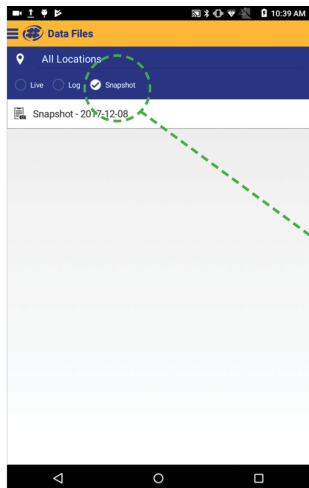 10:39 AM
Data Files
All Locations
Live Log Snapshot
Snapshot - 2017-12-08